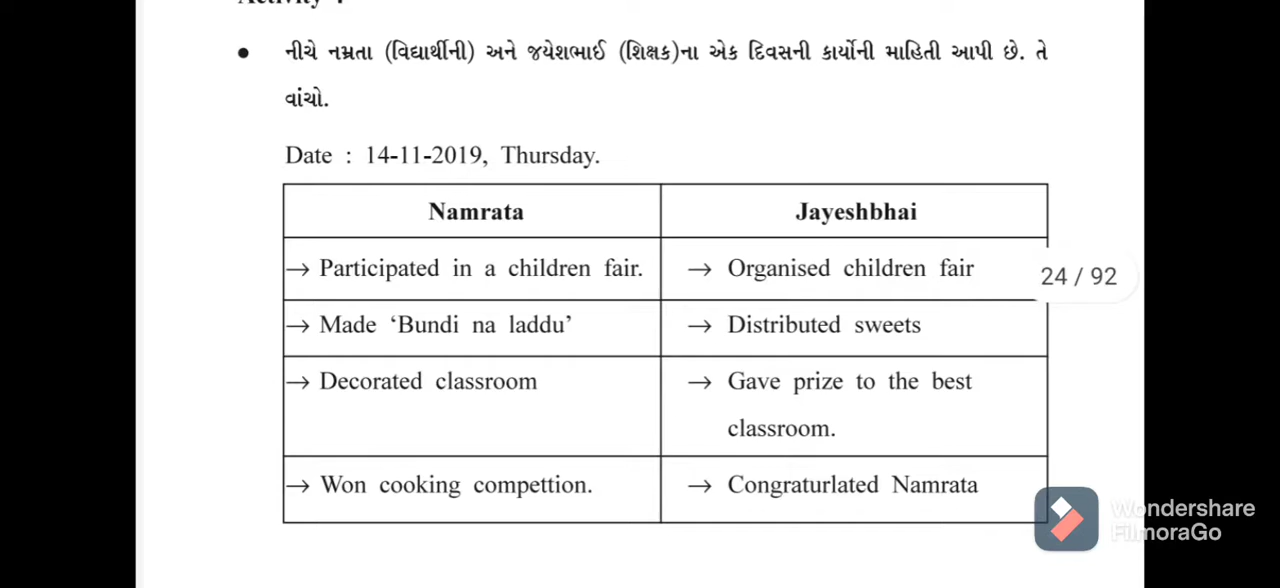 • નીચે નમ્રતા (વિદ્યાર્થીની) અને જયેશભાઈ (શિક્ષક)ના એક દિવસની કાર્યોની માહિતી આપી છે. તે
વાંચો.
Date : 14-11-2019, Thursday.
Namrata Jayeshbhai
→ Participated in a children fair. → Organised children fair
24 / 92
→ Made ‘Bundi na laddu’ → Distributed sweets
→ Decorated classroom → Gave prize to the best
classroom.
→ Won cooking compettion. → Congraturlated Namrata
Wondershare
FilmoraGo